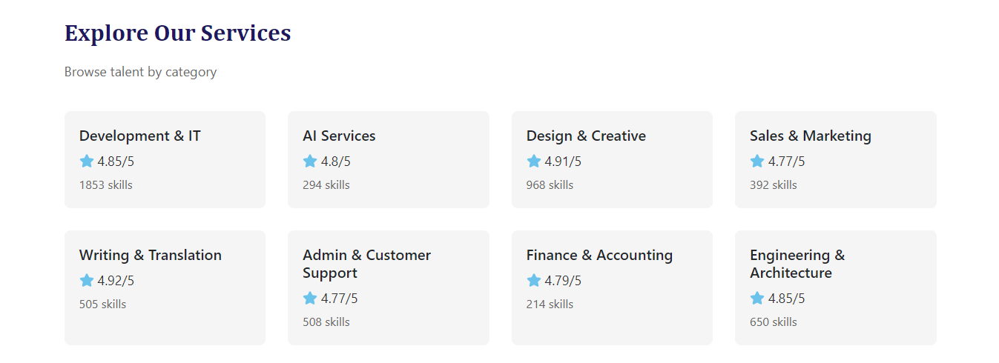 Explore Our Services
Browse talent by category
Development & IT
4.85/5
1853 skills
AI Services
4.8/5
294 skills
Design & Creative
4.91/5
968 skills
Sales & Marketing
4.77/5
392 skills
Writing & Translation
4.92/5
505 skills
Admin & Customer
Support
4.77/5
508 skills
Finance & Accounting
4.79/5
214 skills
Engineering &
Architecture
4.85/5
650 skills